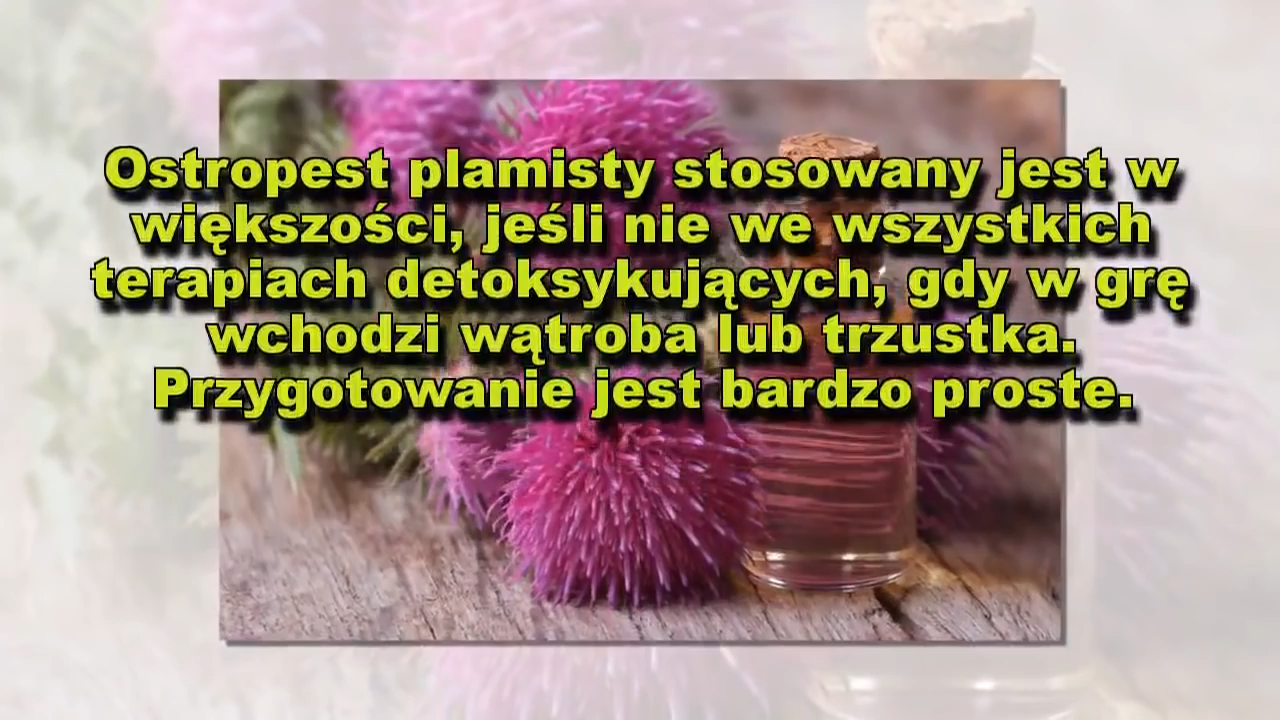 Ostropest plamisty stosowany jest w
większości, jeśli nie we wszystkich
terapiach detoksykujących, gdy w grę
wchodzi wątroba lub trzustka.
Przygotowanie jest bardzo proste.